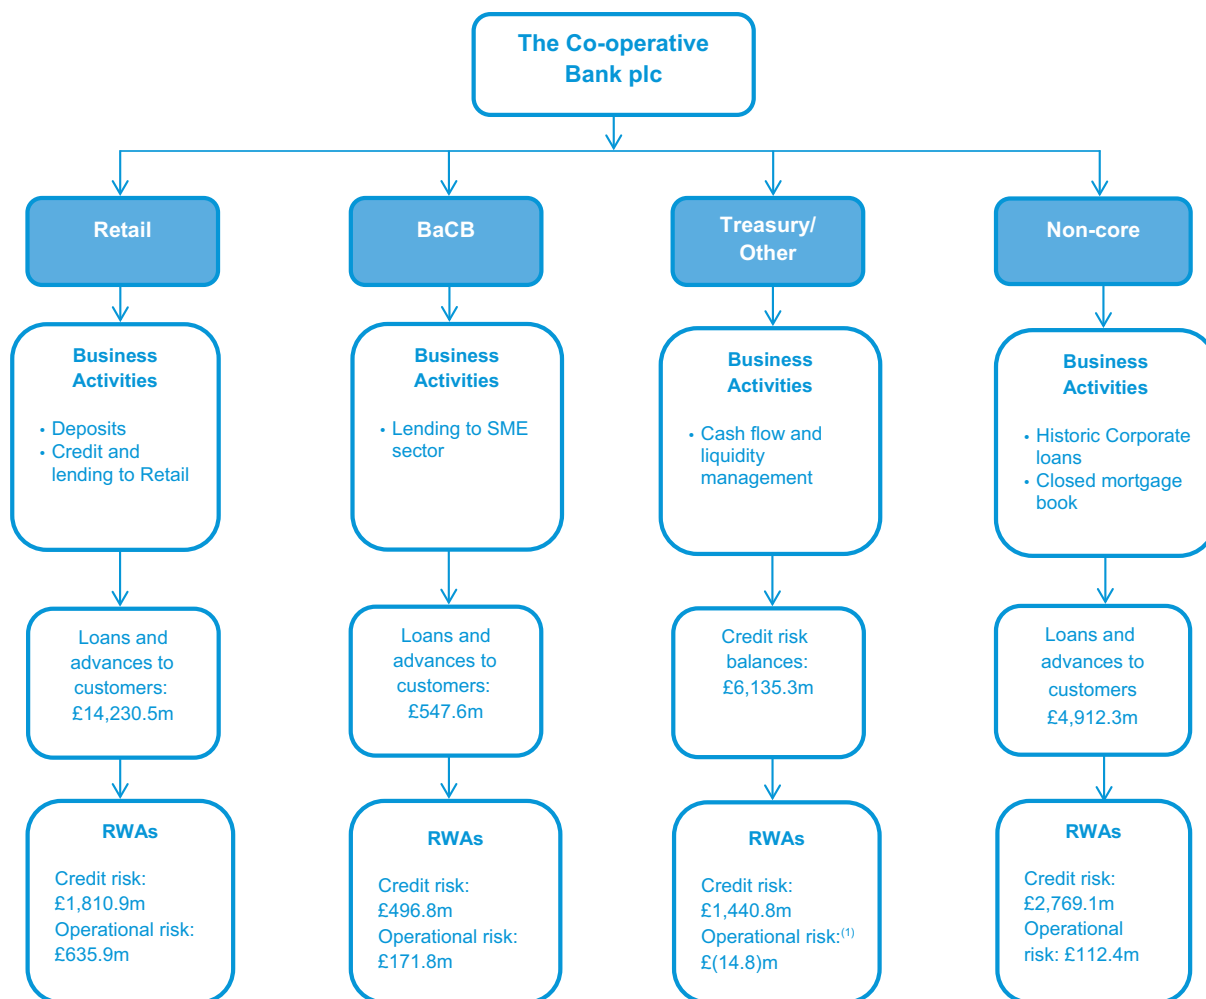 The Co-operative
Bank plc
Retail
BaCB
Treasury/
Other
Non-core
Business
Activities
• Deposits
• Credit and
lending to Retail
Business
Activities
• Lending to SME
sector
Business
Activities
• Cash flow and
liquidity
management
Business
Activities
• Historic Corporate
loans
• Closed mortgage
book
Loans and
advances to
customers:
£14,230.5m
Loans and
advances to
customers:
£547.6m
Credit risk
balances:
£6,135.3m
Loans and
advances to
customers
£4,912.3m
RWAs
Credit risk:
£1,810.9m
Operational risk:
£635.9m
RWAs
Credit risk:
£496.8m
Operational risk:
£171.8m
RWAs
Credit risk:
£1,440.8m
Operational risk:(1)
£(14.8)m
RWAs
Credit risk:
£2,769.1m
Operational
risk: £112.4m